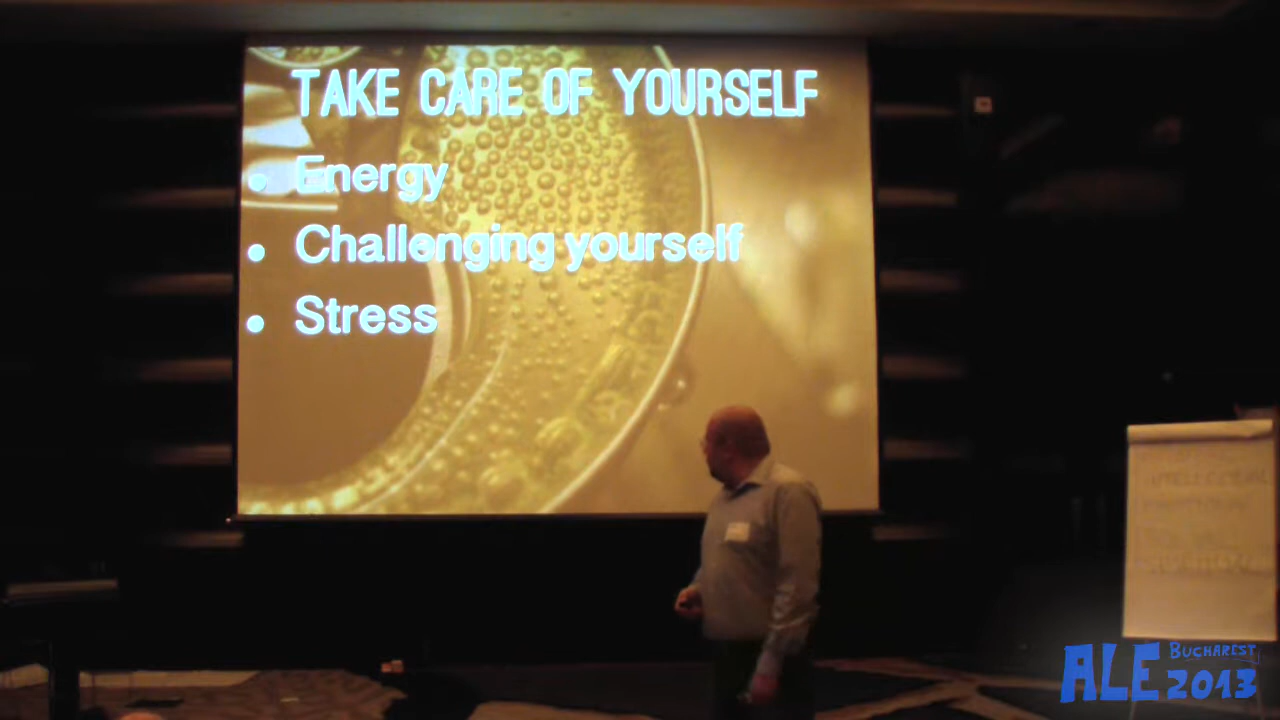 TAKE CARE OF YOURSELF
• Energy
• Challenging yourself
• Stress
ALE BUCHAREST
2013